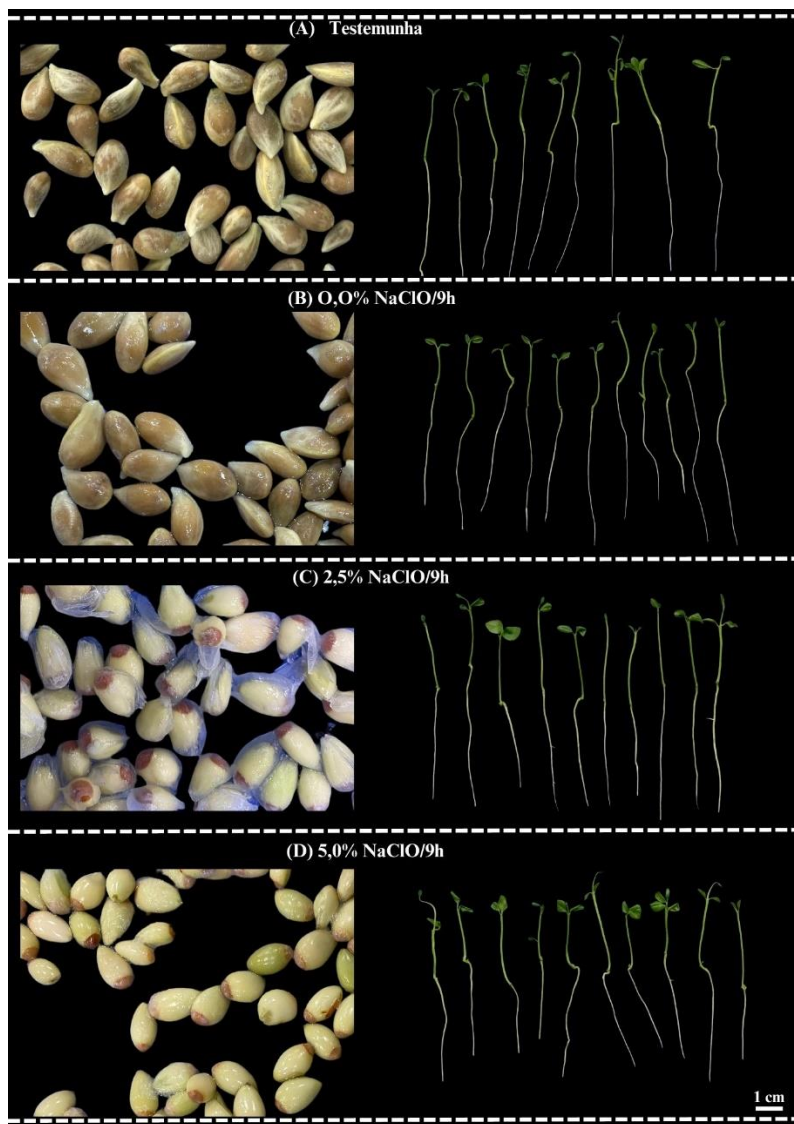 (A) Testemunha
(B) O,O% NaClO/9h
(C) 2,5% NaClO/9h
(D) 5,0% NaClO/9h
1 cm